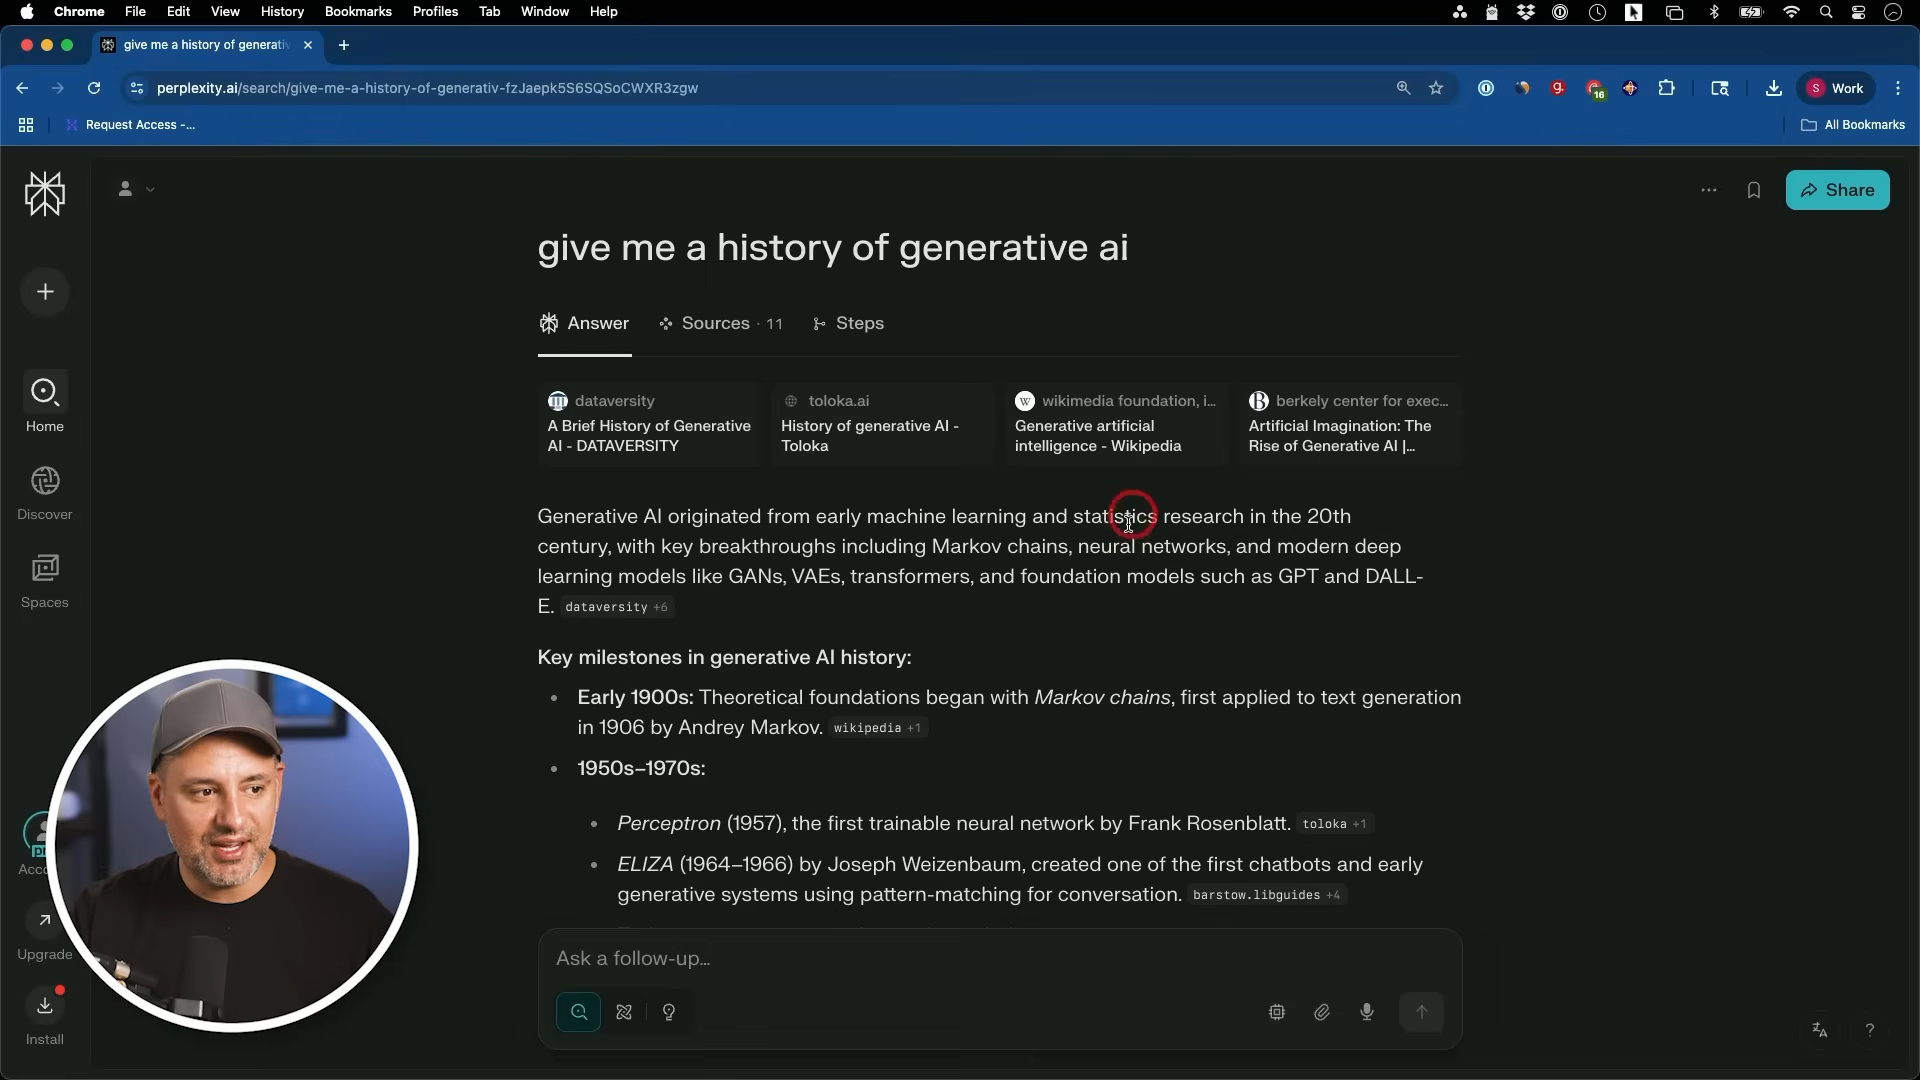 Chrome File Edit View History Bookmarks Profiles Tab Window Help
give me a history of generati
perplexity.ai/search/give-me-a-history-of-generativ-fzJaepk5S6SQSoCWXR3zgw
16
S Work
Request Access -...
All Bookmarks
Share
give me a history of generative ai
Answer Sources · 11 Steps
dataversity
A Brief History of Generative
AI - DATAVERSITY
toloka.ai
History of generative AI -
Toloka
W wikimedia foundation, i...
Generative artificial
intelligence - Wikipedia
B berkely center for exec...
Artificial Imagination: The
Rise of Generative AI |...
Home
Discover
Spaces
Generative AI originated from early machine learning and statistics research in the 20th
century, with key breakthroughs including Markov chains, neural networks, and modern deep
learning models like GANs, VAEs, transformers, and foundation models such as GPT and DALL-
E. dataversity +6
Key milestones in generative AI history:
• Early 1900s: Theoretical foundations began with Markov chains, first applied to text generation
in 1906 by Andrey Markov. wikipedia +1
• 1950s–1970s:
• Perceptron (1957), the first trainable neural network by Frank Rosenblatt. toloka +1
• ELIZA (1964–1966) by Joseph Weizenbaum, created one of the first chatbots and early
generative systems using pattern-matching for conversation. barstow.libguides +4
Upgrade
Install
Ask a follow-up...
?